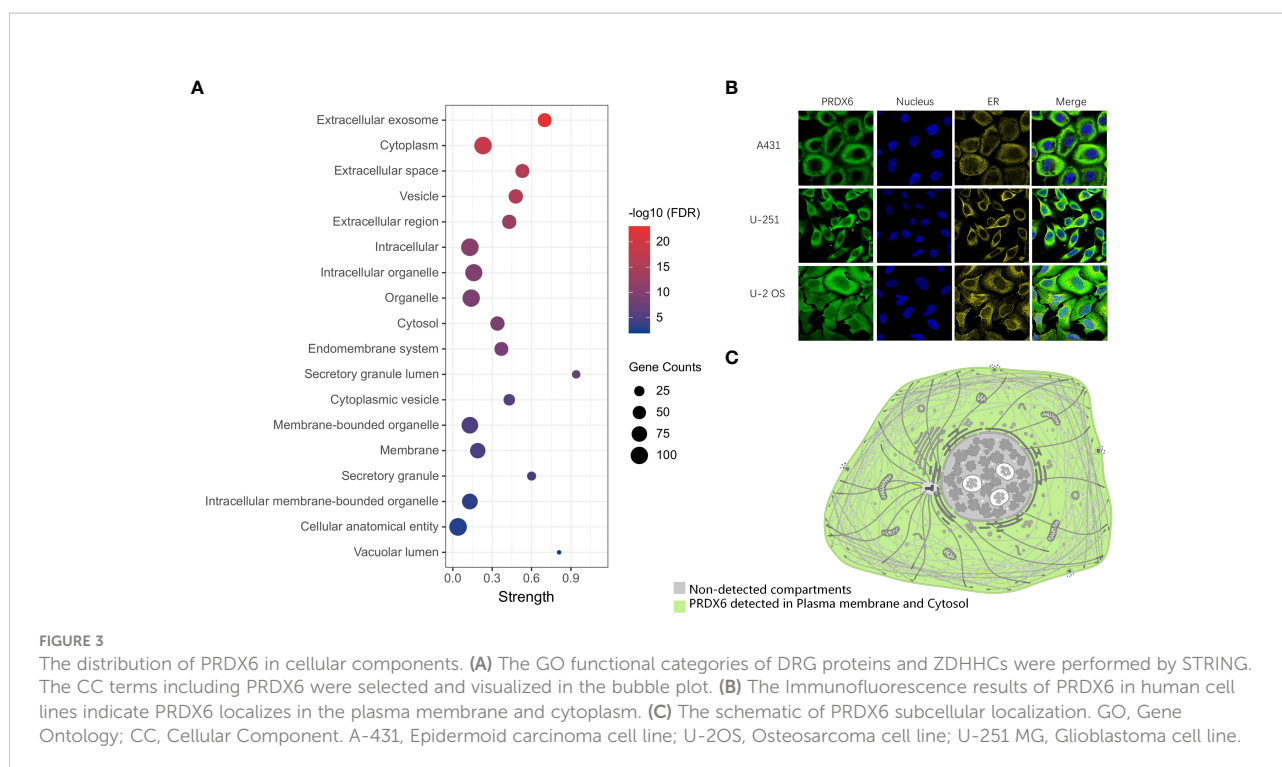 A
Extracellular exosome
Cytoplasm
Extracellular space
Vesicle
Extracellular region
Intracellular
Intracellular organelle
Organelle
Cytosol
Endomembrane system
Secretory granule lumen
Cytoplasmic vesicle
Membrane-bounded organelle
Membrane
Secretory granule
Intracellular membrane-bounded organelle
Cellular anatomical entity
Vacuolar lumen
0.0 0.3 0.6 0.9
Strength
-log10 (FDR)
20
15
10
5
Gene Counts
25
50
75
100
B
PRDX6 Nucleus ER Merge
A431
U-251
U-2 OS
C
Non-detected compartments
PRDX6 detected in Plasma membrane and Cytosol
FIGURE 3
The distribution of PRDX6 in cellular components. (A) The GO functional categories of DRG proteins and ZDHHCs were performed by STRING.
The CC terms including PRDX6 were selected and visualized in the bubble plot. (B) The Immunofluorescence results of PRDX6 in human cell
lines indicate PRDX6 localizes in the plasma membrane and cytoplasm. (C) The schematic of PRDX6 subcellular localization. GO, Gene
Ontology; CC, Cellular Component. A-431, Epidermoid carcinoma cell line; U-2OS, Osteosarcoma cell line; U-251 MG, Glioblastoma cell line.